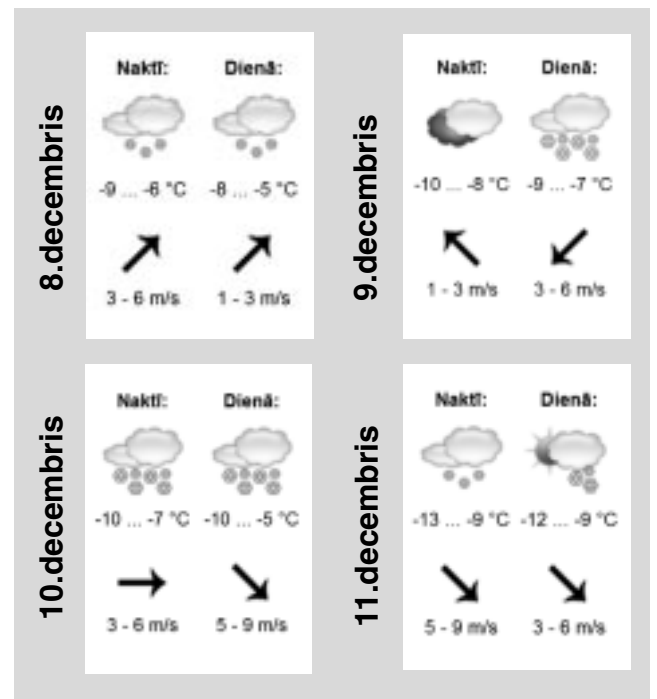 8.decembris
Naktī: Dienā:
-9 ... -6 °C -8 ... -5 °C
3 - 6 m/s 1 - 3 m/s
9.decembris
Naktī: Dienā:
-10 ... -8 °C -9 ... -7 °C
1 - 3 m/s 3 - 6 m/s
10.decembris
Naktī: Dienā:
-10 ... -7 °C -10 ... -5 °C
3 - 6 m/s 5 - 9 m/s
11.decembris
Naktī: Dienā:
-13 ... -9 °C -12 ... -9 °C
5 - 9 m/s 3 - 6 m/s